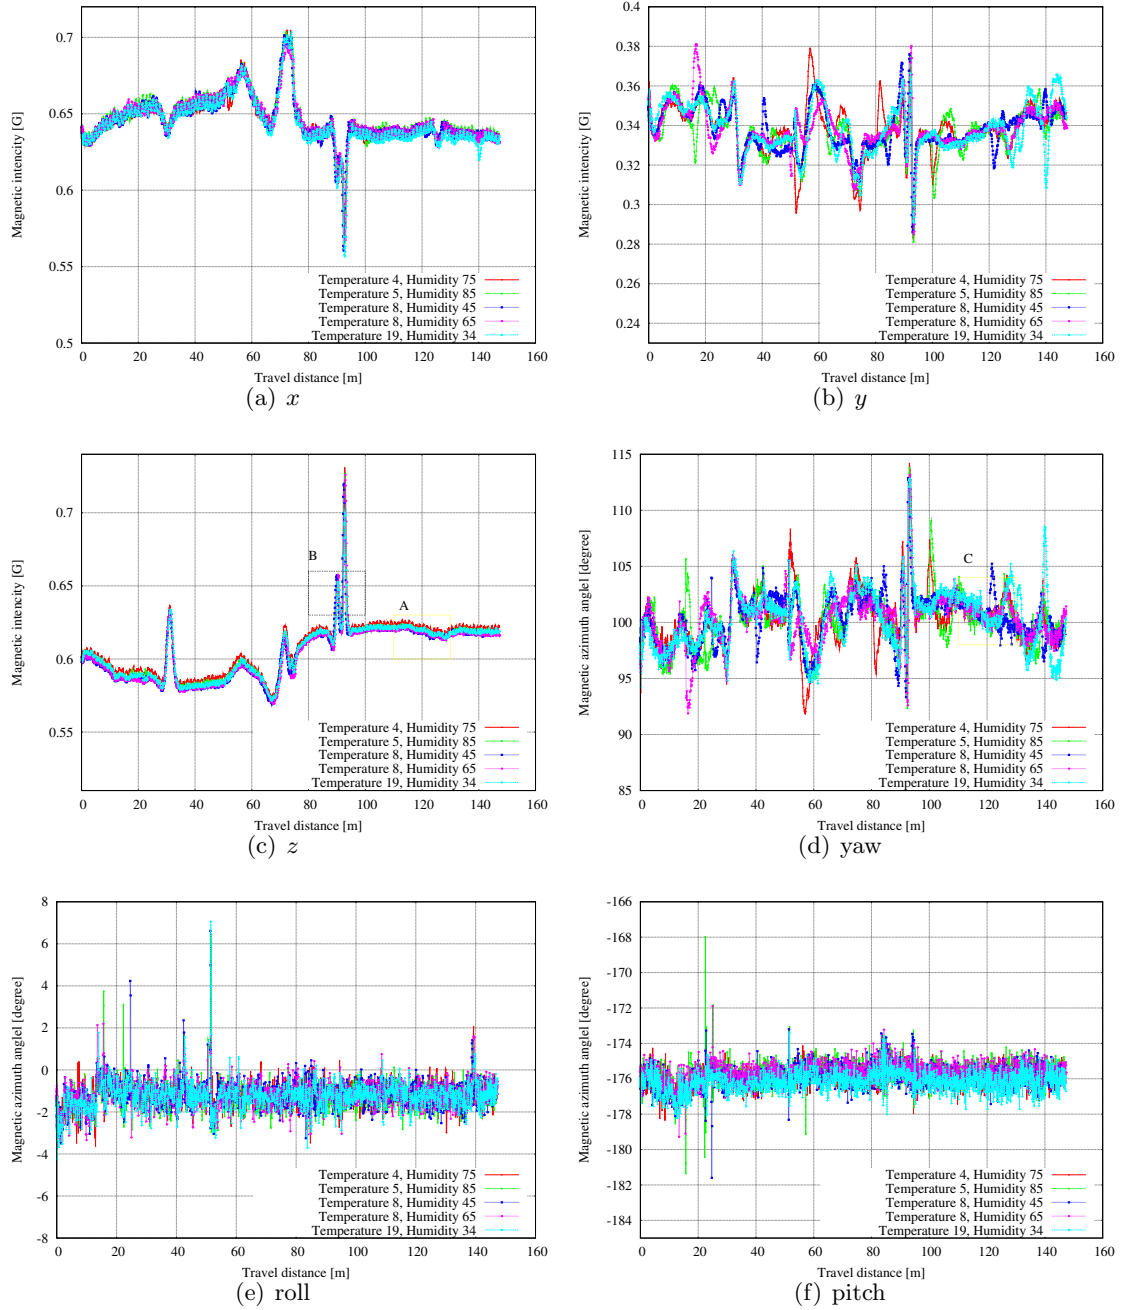 0.7
0.65
0.6
0.55
0.5
Magnetic intencity [G]
Temperature 4, Humidity 75
Temperature 5, Humidity 85
Temperature 8, Humidity 45
Temperature 8, Humidity 65
Temperature 19, Humidity 34
0 20 40 60 80 100 120 140 160
Travel distance [m]
(a) x
0.4
0.38
0.36
0.34
0.32
0.3
0.28
0.26
0.24
Magnetic intencity [G]
Temperature 4, Humidity 75
Temperature 5, Humidity 85
Temperature 8, Humidity 45
Temperature 8, Humidity 65
Temperature 19, Humidity 34
0 20 40 60 80 100 120 140 160
Travel distance [m]
(b) y
0.7
0.65
0.6
0.55
Magnetic intencity [G]
B
A
Temperature 4, Humidity 75
Temperature 5, Humidity 85
Temperature 8, Humidity 45
Temperature 8, Humidity 65
Temperature 19, Humidity 34
0 20 40 60 80 100 120 140 160
Travel distance [m]
(c) z
115
110
105
100
95
90
85
Magnetic azimuth anglel [degree]
C
Temperature 4, Humidity 75
Temperature 5, Humidity 85
Temperature 8, Humidity 45
Temperature 8, Humidity 65
Temperature 19, Humidity 34
0 20 40 60 80 100 120 140 160
Travel distance [m]
(d) yaw
8
6
4
2
0
-2
-4
-6
-8
Magnetic azimuth anglel [degree]
Temperature 4, Humidity 75
Temperature 5, Humidity 85
Temperature 8, Humidity 45
Temperature 8, Humidity 65
Temperature 19, Humidity 34
0 20 40 60 80 100 120 140 160
Travel distance [m]
(e) roll
-166
-168
-170
-172
-174
-176
-178
-180
-182
-184
Magnetic azimuth anglel [degree]
Temperature 4, Humidity 75
Temperature 5, Humidity 85
Temperature 8, Humidity 45
Temperature 8, Humidity 65
Temperature 19, Humidity 34
0 20 40 60 80 100 120 140 160
Travel distance [m]
(f) pitch